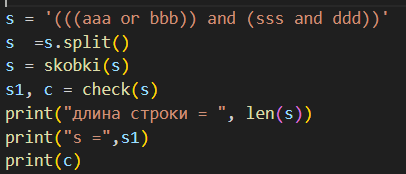 s = '(((aaa or bbb)) and (sss and ddd))'
s  =s.split()
s = skobki(s)
s1, c = check(s)
print("длина строки = ", len(s))
print("s =",s1)
print(c)